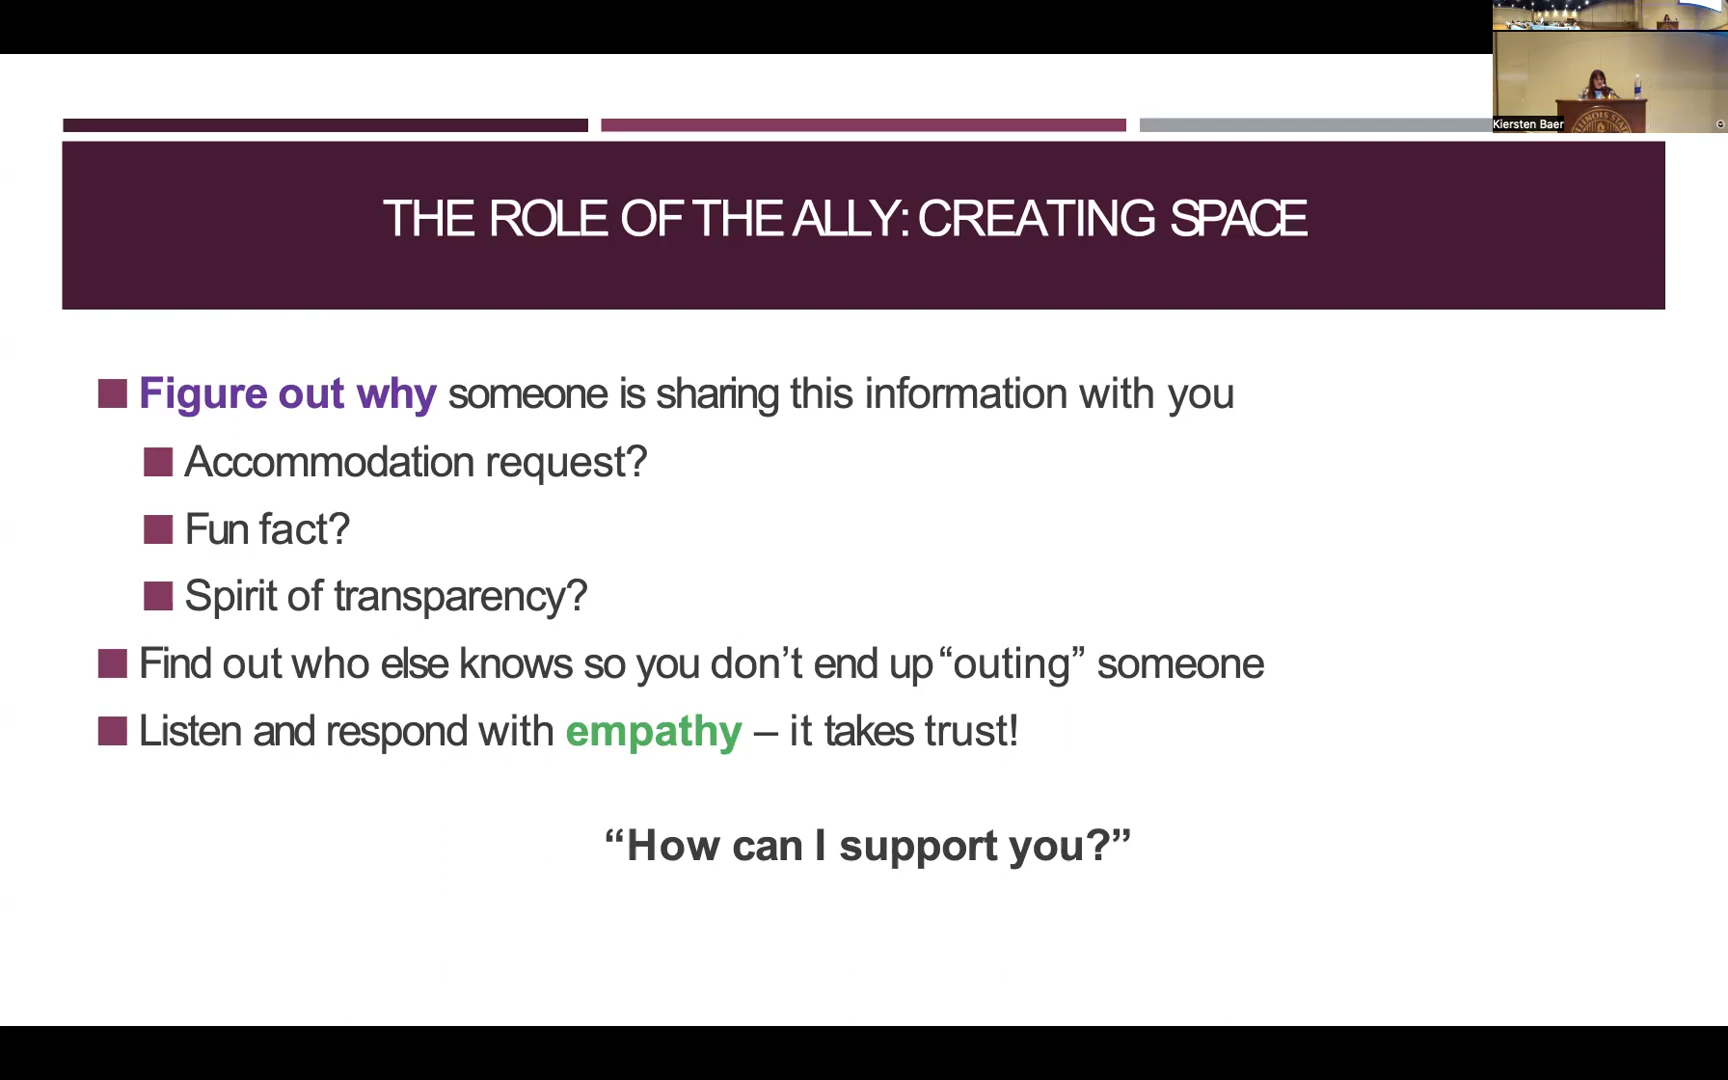 Kiersten Baer
ILLINOIS STATE
THE ROLE OF THE ALLY: CREATING SPACE
Figure out why someone is sharing this information with you
Accommodation request?
Fun fact?
Spirit of transparency?
Find out who else knows so you don’t end up “outing” someone
Listen and respond with empathy – it takes trust!
“How can I support you?”